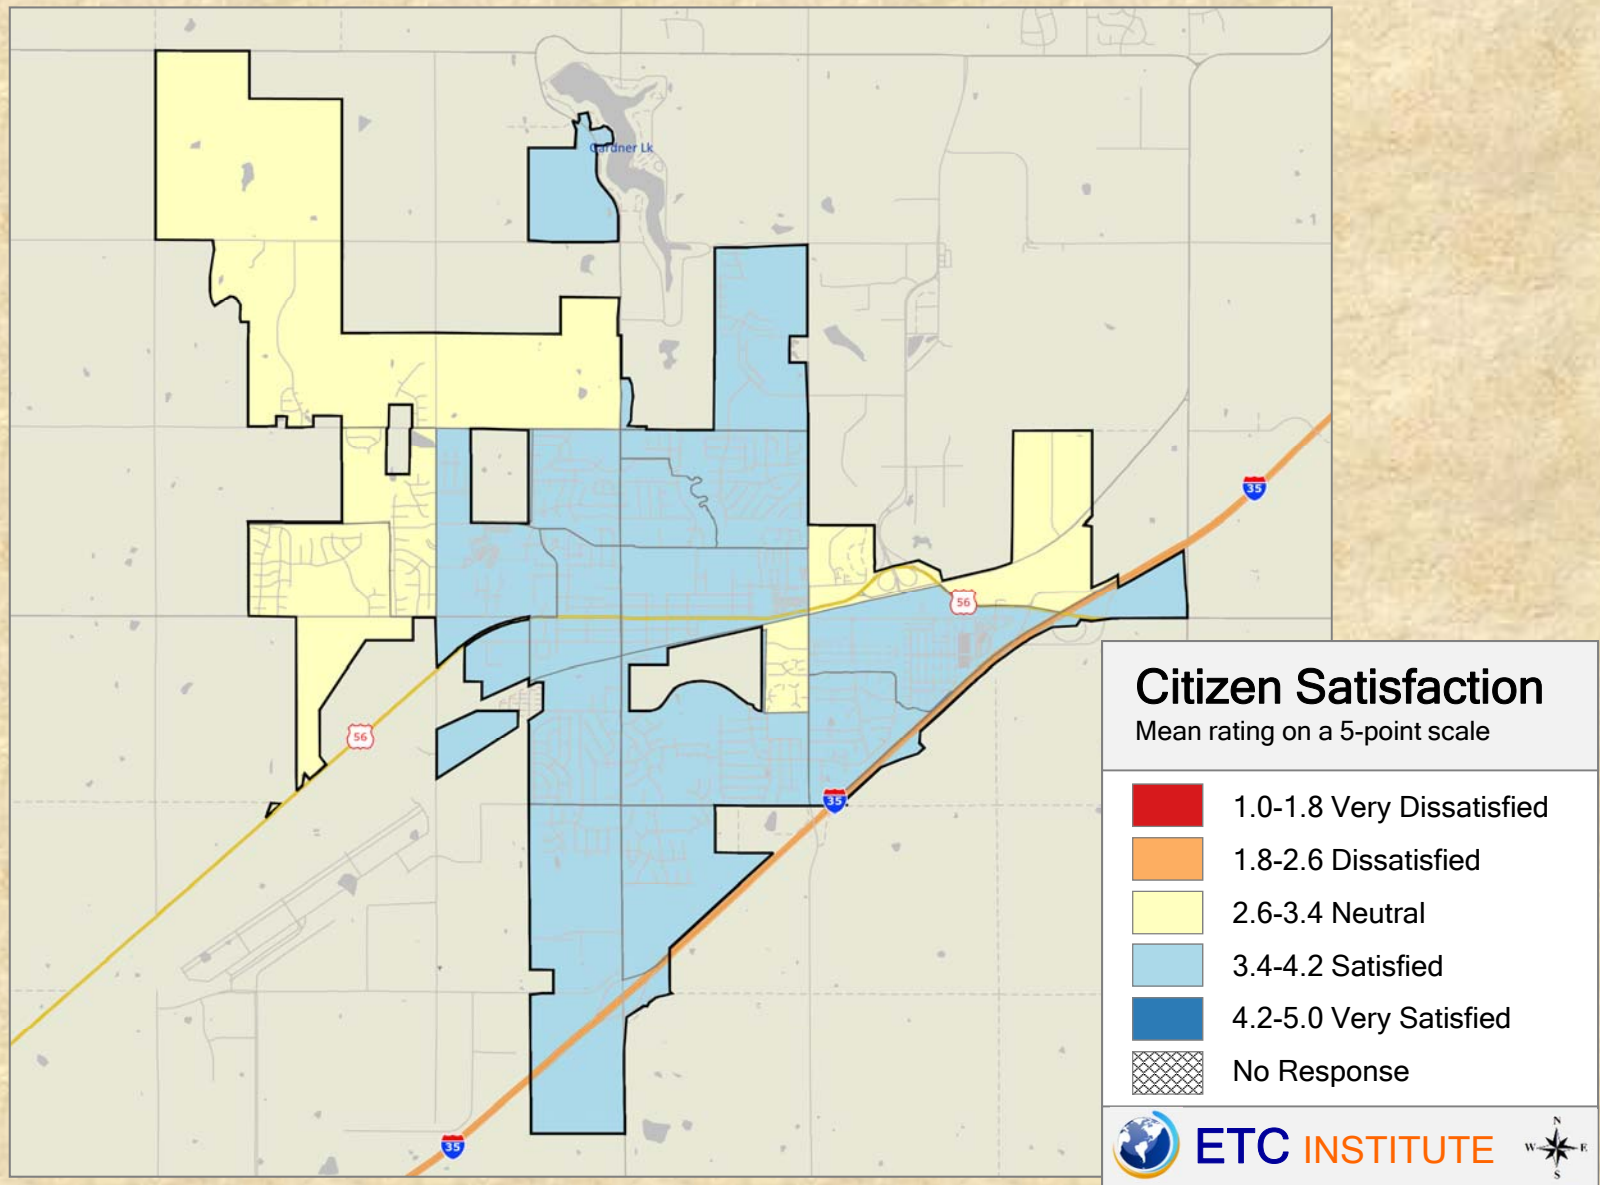 Gardner Lk
1
35
56
56
35
35
Citizen Satisfaction
Mean rating on a 5-point scale
1.0-1.8 Very Dissatisfied
1.8-2.6 Dissatisfied
2.6-3.4 Neutral
3.4-4.2 Satisfied
4.2-5.0 Very Satisfied
No Response
ETC INSTITUTE
N
W E
S